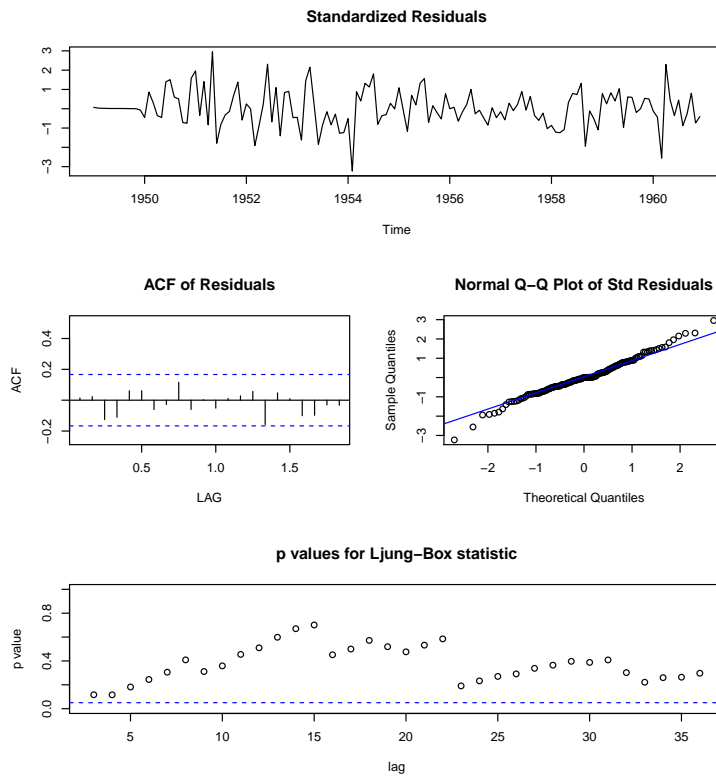 Standardized Residuals
3
1
−1
−3
1950 1952 1954 1956 1958 1960
Time
ACF of Residuals
ACF
0.4
0.2
0.0
−0.2
0.5 1.0 1.5
LAG
Normal Q−Q Plot of Std Residuals
Sample Quantiles
3
1
−1
−3
−2 −1 0 1 2
Theoretical Quantiles
p values for Ljung−Box statistic
p value
0.8
0.4
0.0
5 10 15 20 25 30 35
lag